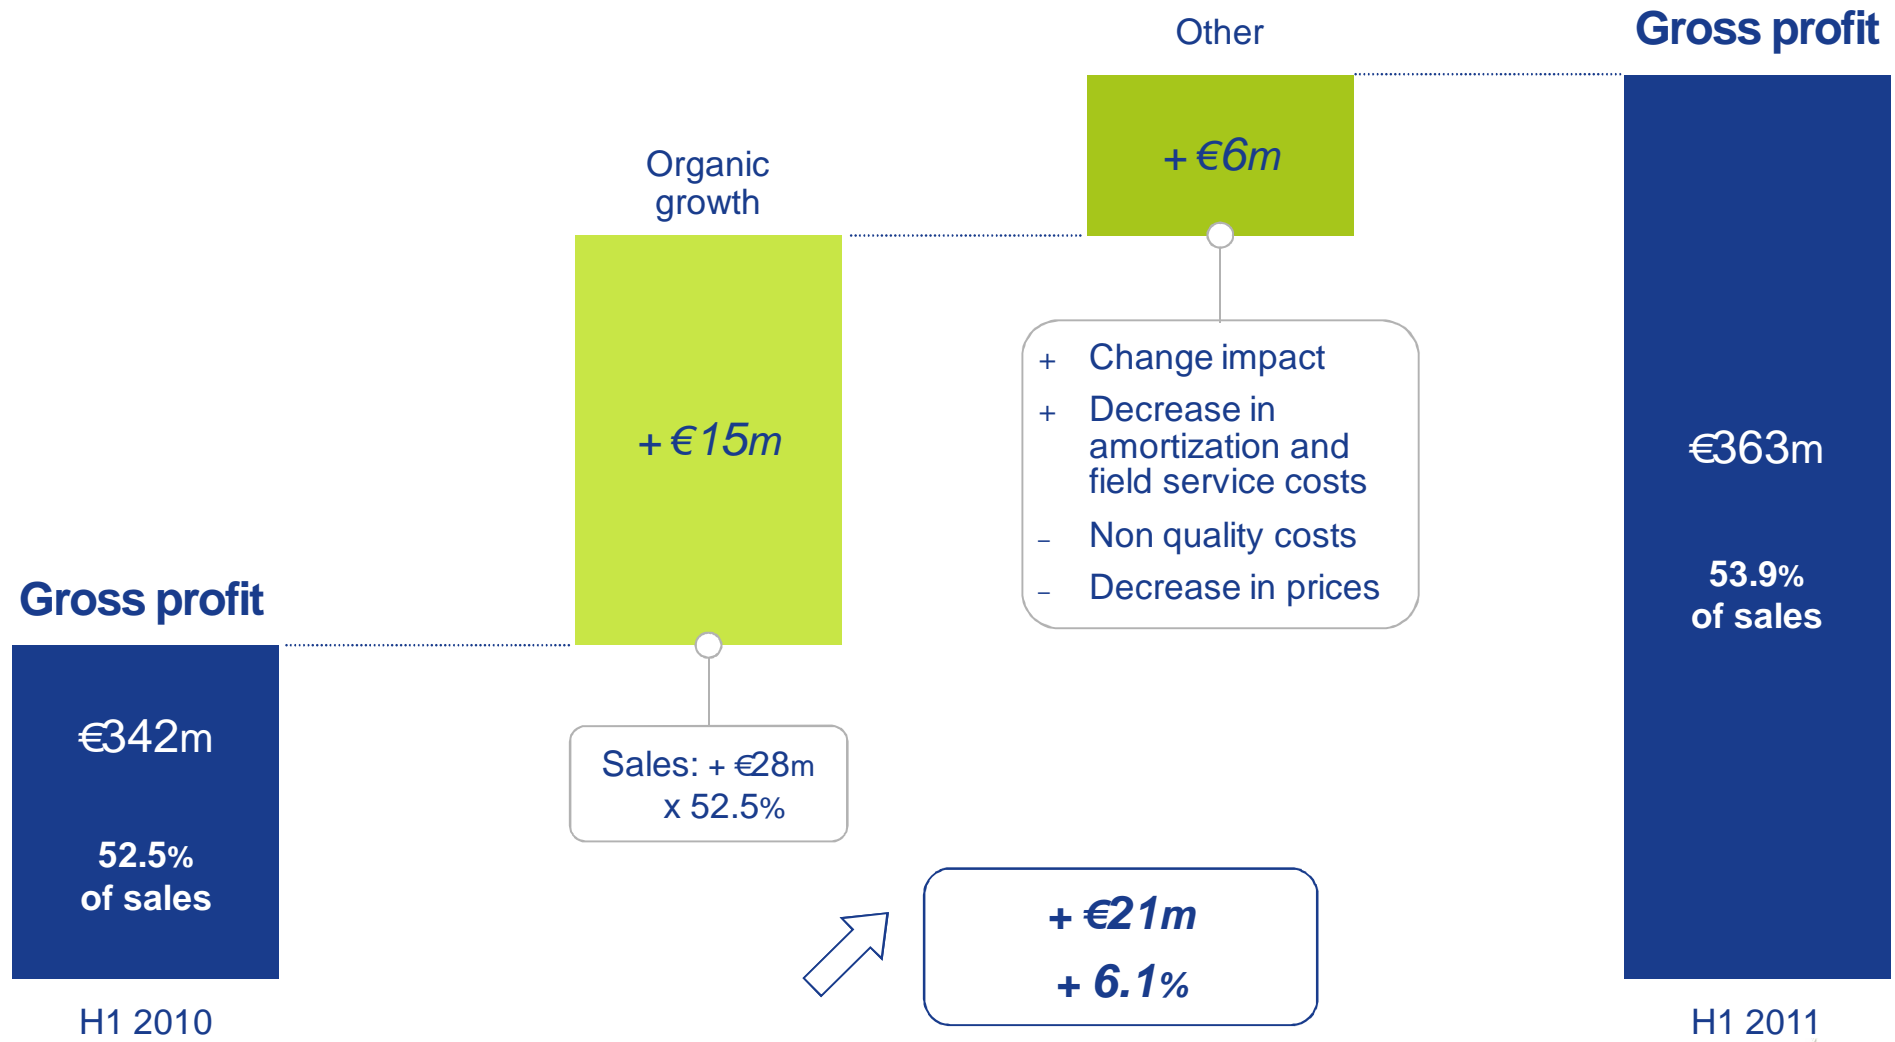 Gross profit
€342m
52.5%
of sales
H1 2010
Organic
growth
+ €15m
Sales: + €28m
x 52.5%
Other
+ €6m
+ Change impact
+ Decrease in
amortization and
field service costs
– Non quality costs
– Decrease in prices
+ €21m
+ 6.1%
Gross profit
€363m
53.9%
of sales
H1 2011